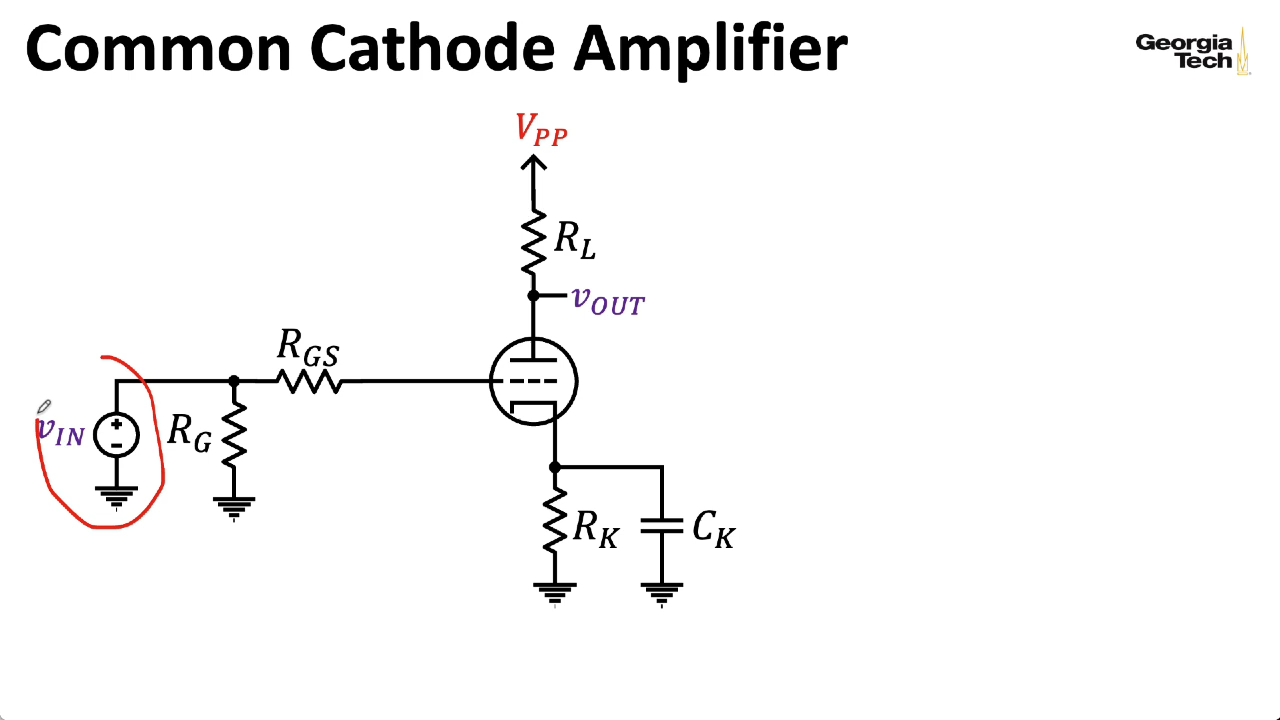 Common Cathode Amplifier
Georgia
Tech
V_PP
R_L
v_OUT
R_GS
v_IN
+
-
R_G
R_K
C_K